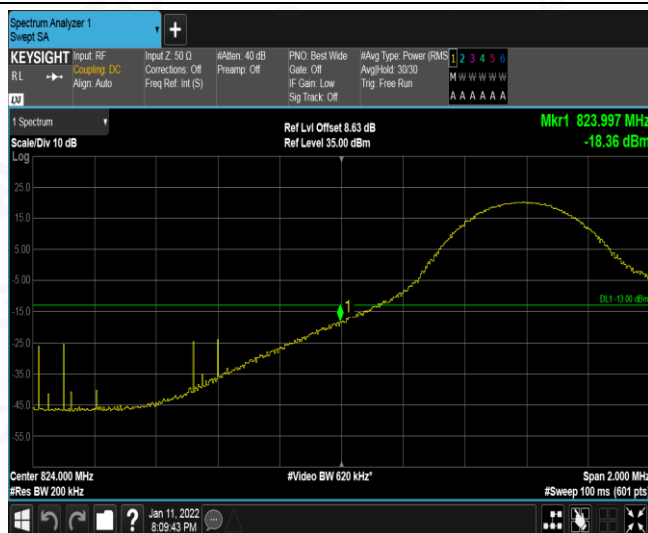 Spectrum Analyzer 1
Swept SA
KEYSIGHT
RL
Input: RF
Coupling: DC
Align: Auto
Input Z: 50 Ω
Corrections: Off
Freq Ref: Int (S)
#Atten: 40 dB
Preamp: Off
PNO: Best Wide
Gate: Off
IF Gain: Low
Sig Track: Off
#Avg Type: Power (RMS
Avg|Hold: 30/30
Trig: Free Run
1 2 3 4 5 6
M W W W W W
A A A A A A
LXI
1 Spectrum
Scale/Div 10 dB
Log
Ref Lvl Offset 8.63 dB
Ref Level 35.00 dBm
Mkr1 823.997 MHz
-18.36 dBm
25.0
15.0
5.00
-5.00
-15.0
-25.0
-35.0
-45.0
-55.0
1
DL1 -13.00 dBm
Center 824.000 MHz
#Res BW 200 kHz
#Video BW 620 kHz*
Span 2.000 MHz
#Sweep 100 ms (601 pts)
?
Jan 11, 2022
8:09:43 PM